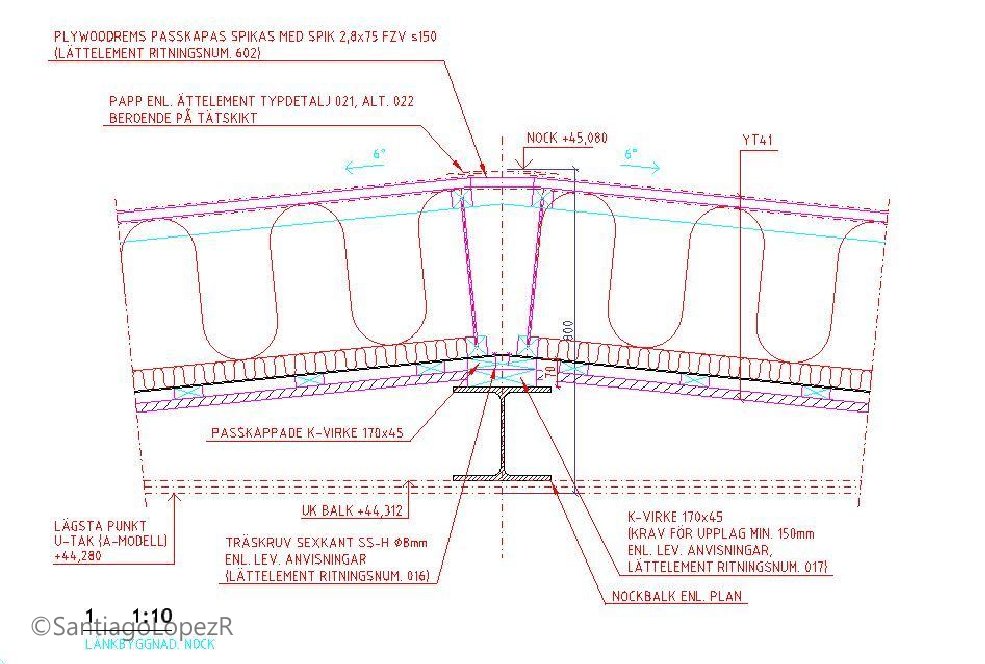 PLYWOODREMS PASSKAPAS SPIKAS MED SPIK 2,8x75 FZV s150
(LÄTTELEMENT RITNINGSNUM. 602)
PAPP ENL. ÄTTELEMENT TYPDETALJ 021, ALT. 022
BEROENDE PÅ TÄTSKIKT
NOCK +45,080
YT41
6°
6°
800
70
PASSKAPPADE K-VIRKE 170x45
UK BALK +44,312
LÄGSTA PUNKT
U-TAK (A-MODELL)
+44,280
TRÄSKRUV SEXKANT SS-H Ø8mm
ENL. LEV. ANVISNINGAR
(LÄTTELEMENT RITNINGSNUM. 016)
K-VIRKE 170x45
(KRAV FÖR UPPLAG MIN. 150mm
ENL. LEV. ANVISNINGAR,
LÄTTELEMENT RITNINGSNUM. 017)
NOCKBALK ENL. PLAN
1 1:10
©SantiagoLopezR
LÄNKBYGGNAD. NOCK